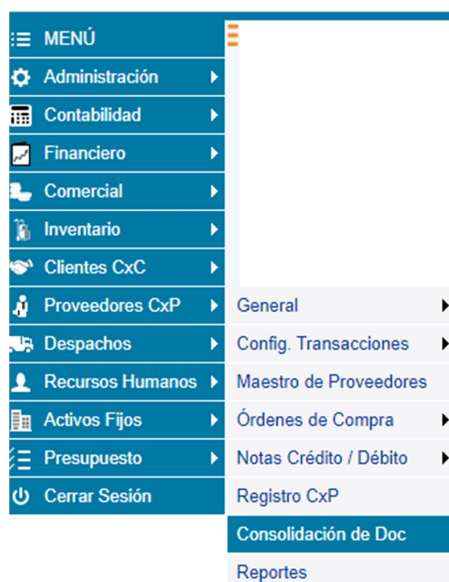 MENÚ
Administración
Contabilidad
Financiero
Comercial
Inventario
Clientes CxC
Proveedores CxP
Despachos
Recursos Humanos
Activos Fijos
Presupuesto
Cerrar Sesión
General
Config. Transacciones
Maestro de Proveedores
Órdenes de Compra
Notas Crédito / Débito
Registro CxP
Consolidación de Doc
Reportes